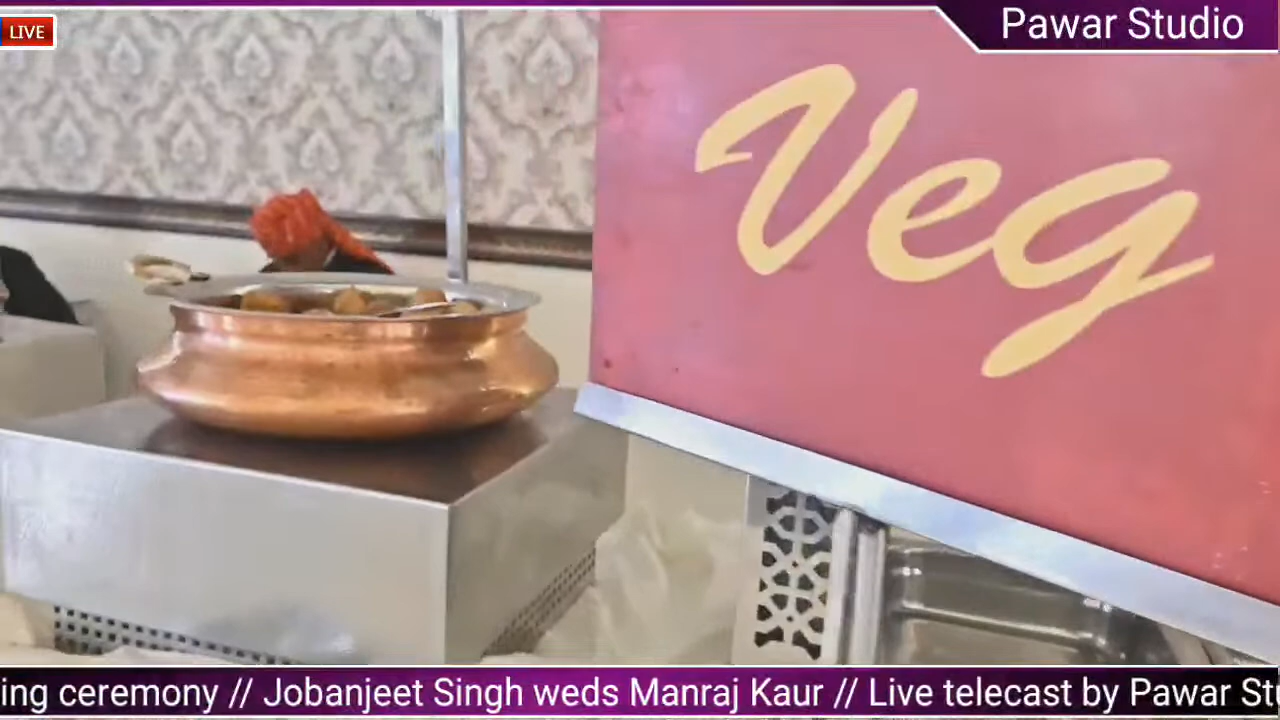 LIVE
Pawar Studio
Veg
ing ceremony // Jobanjeet Singh weds Manraj Kaur // Live telecast by Pawar St